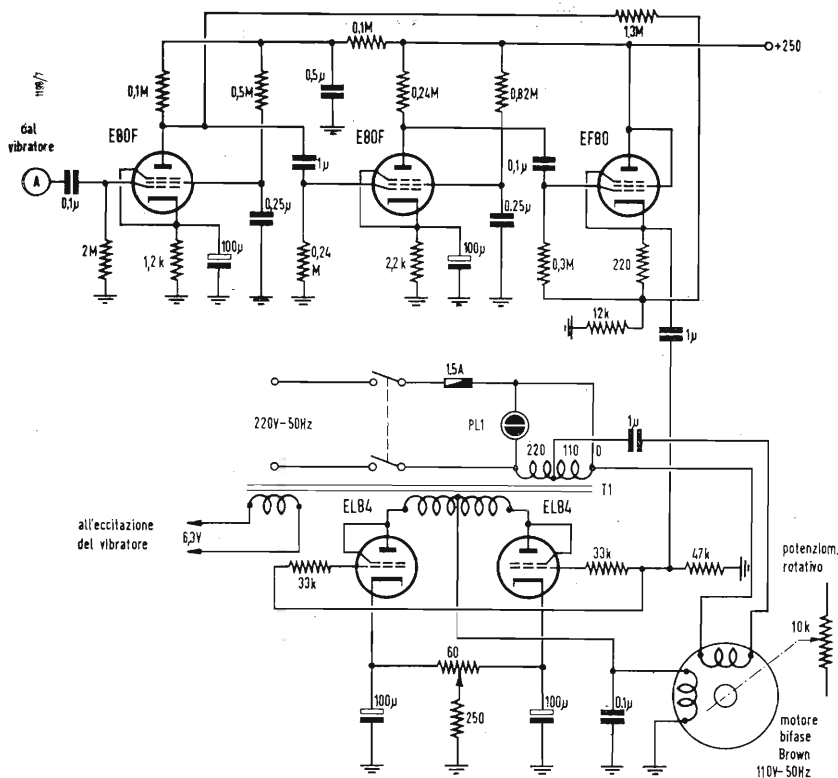 1,3M
0,1M
+250
1198/7
0,1M
0,5M
0,5µ
0,24M
0,82M
dal
vibratore
E80F
E80F
EF80
A
0,1µ
1µ
0,1µ
0,25µ
0,25µ
2M
1,2k
100µ
0,24
M
2,2k
100µ
0,3M
220
12k
1µ
1,5A
220V–50Hz
PL1
220
110
0
1µ
T1
EL84
EL84
all'eccitazione
del vibratore
6,3V
33k
33k
47k
potenziom.
rotativo
10k
60
100µ
250
100µ
0,1µ
motore
bifase
Brown
110V–50Hz